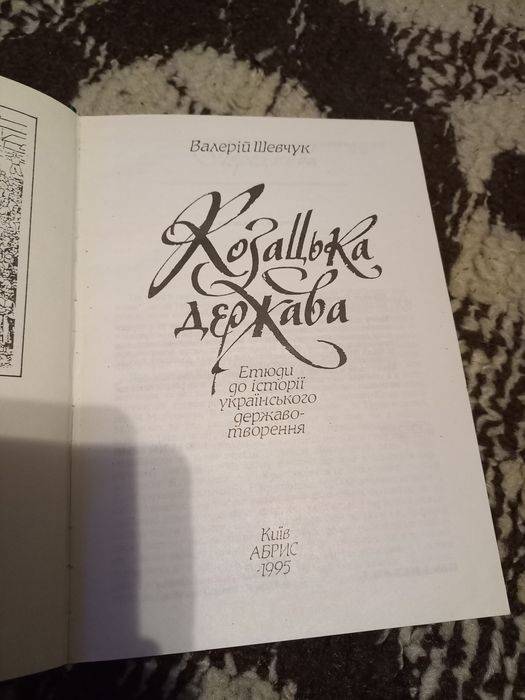 Валерій Шевчук
Козацька
держава
Етюди
до історії
українського
державо-
творення
Київ
АБРИС
-1995